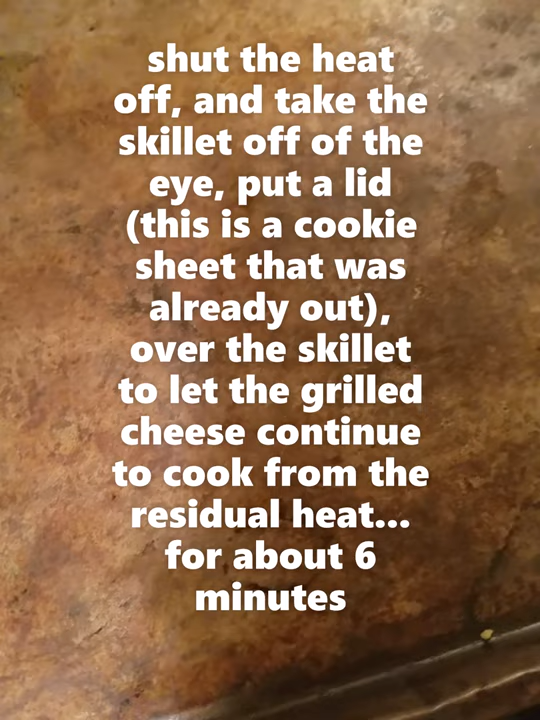 shut the heat
off, and take the
skillet off of the
eye, put a lid
(this is a cookie
sheet that was
already out),
over the skillet
to let the grilled
cheese continue
to cook from the
residual heat...
for about 6
minutes